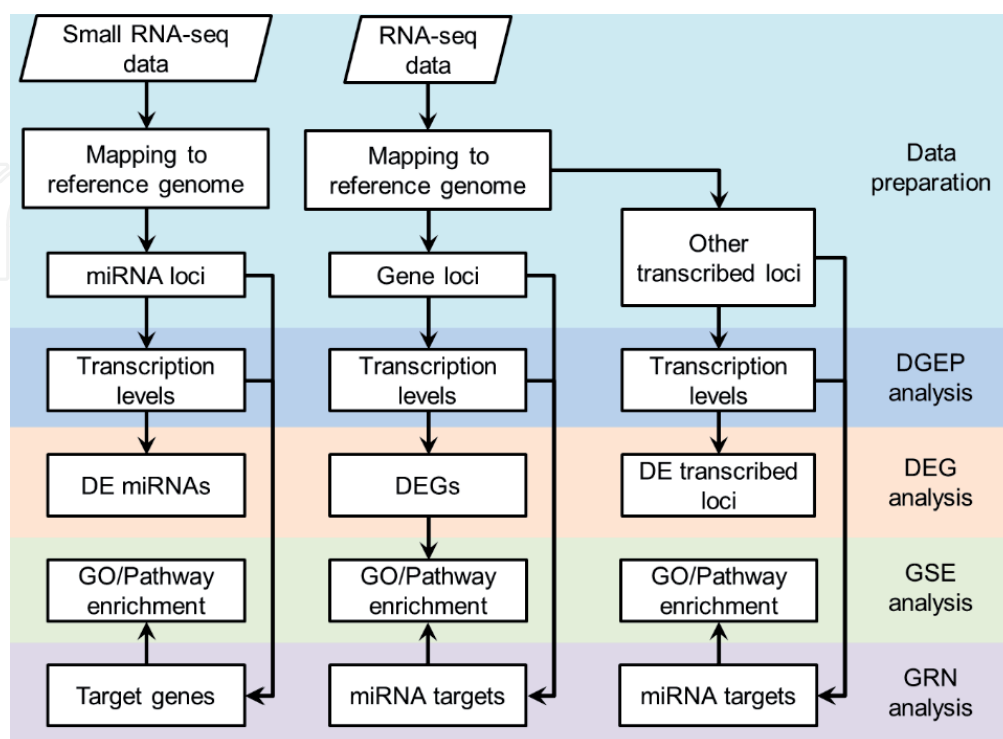 Small RNA-seq
data
RNA-seq
data
Mapping to
reference genome
Mapping to
reference genome
Data
preparation
Other
transcribed loci
miRNA loci
Gene loci
Transcription
levels
Transcription
levels
Transcription
levels
DGEP
analysis
DE miRNAs
DEGs
DE transcribed
loci
DEG
analysis
GO/Pathway
enrichment
GO/Pathway
enrichment
GO/Pathway
enrichment
GSE
analysis
Target genes
miRNA targets
miRNA targets
GRN
analysis